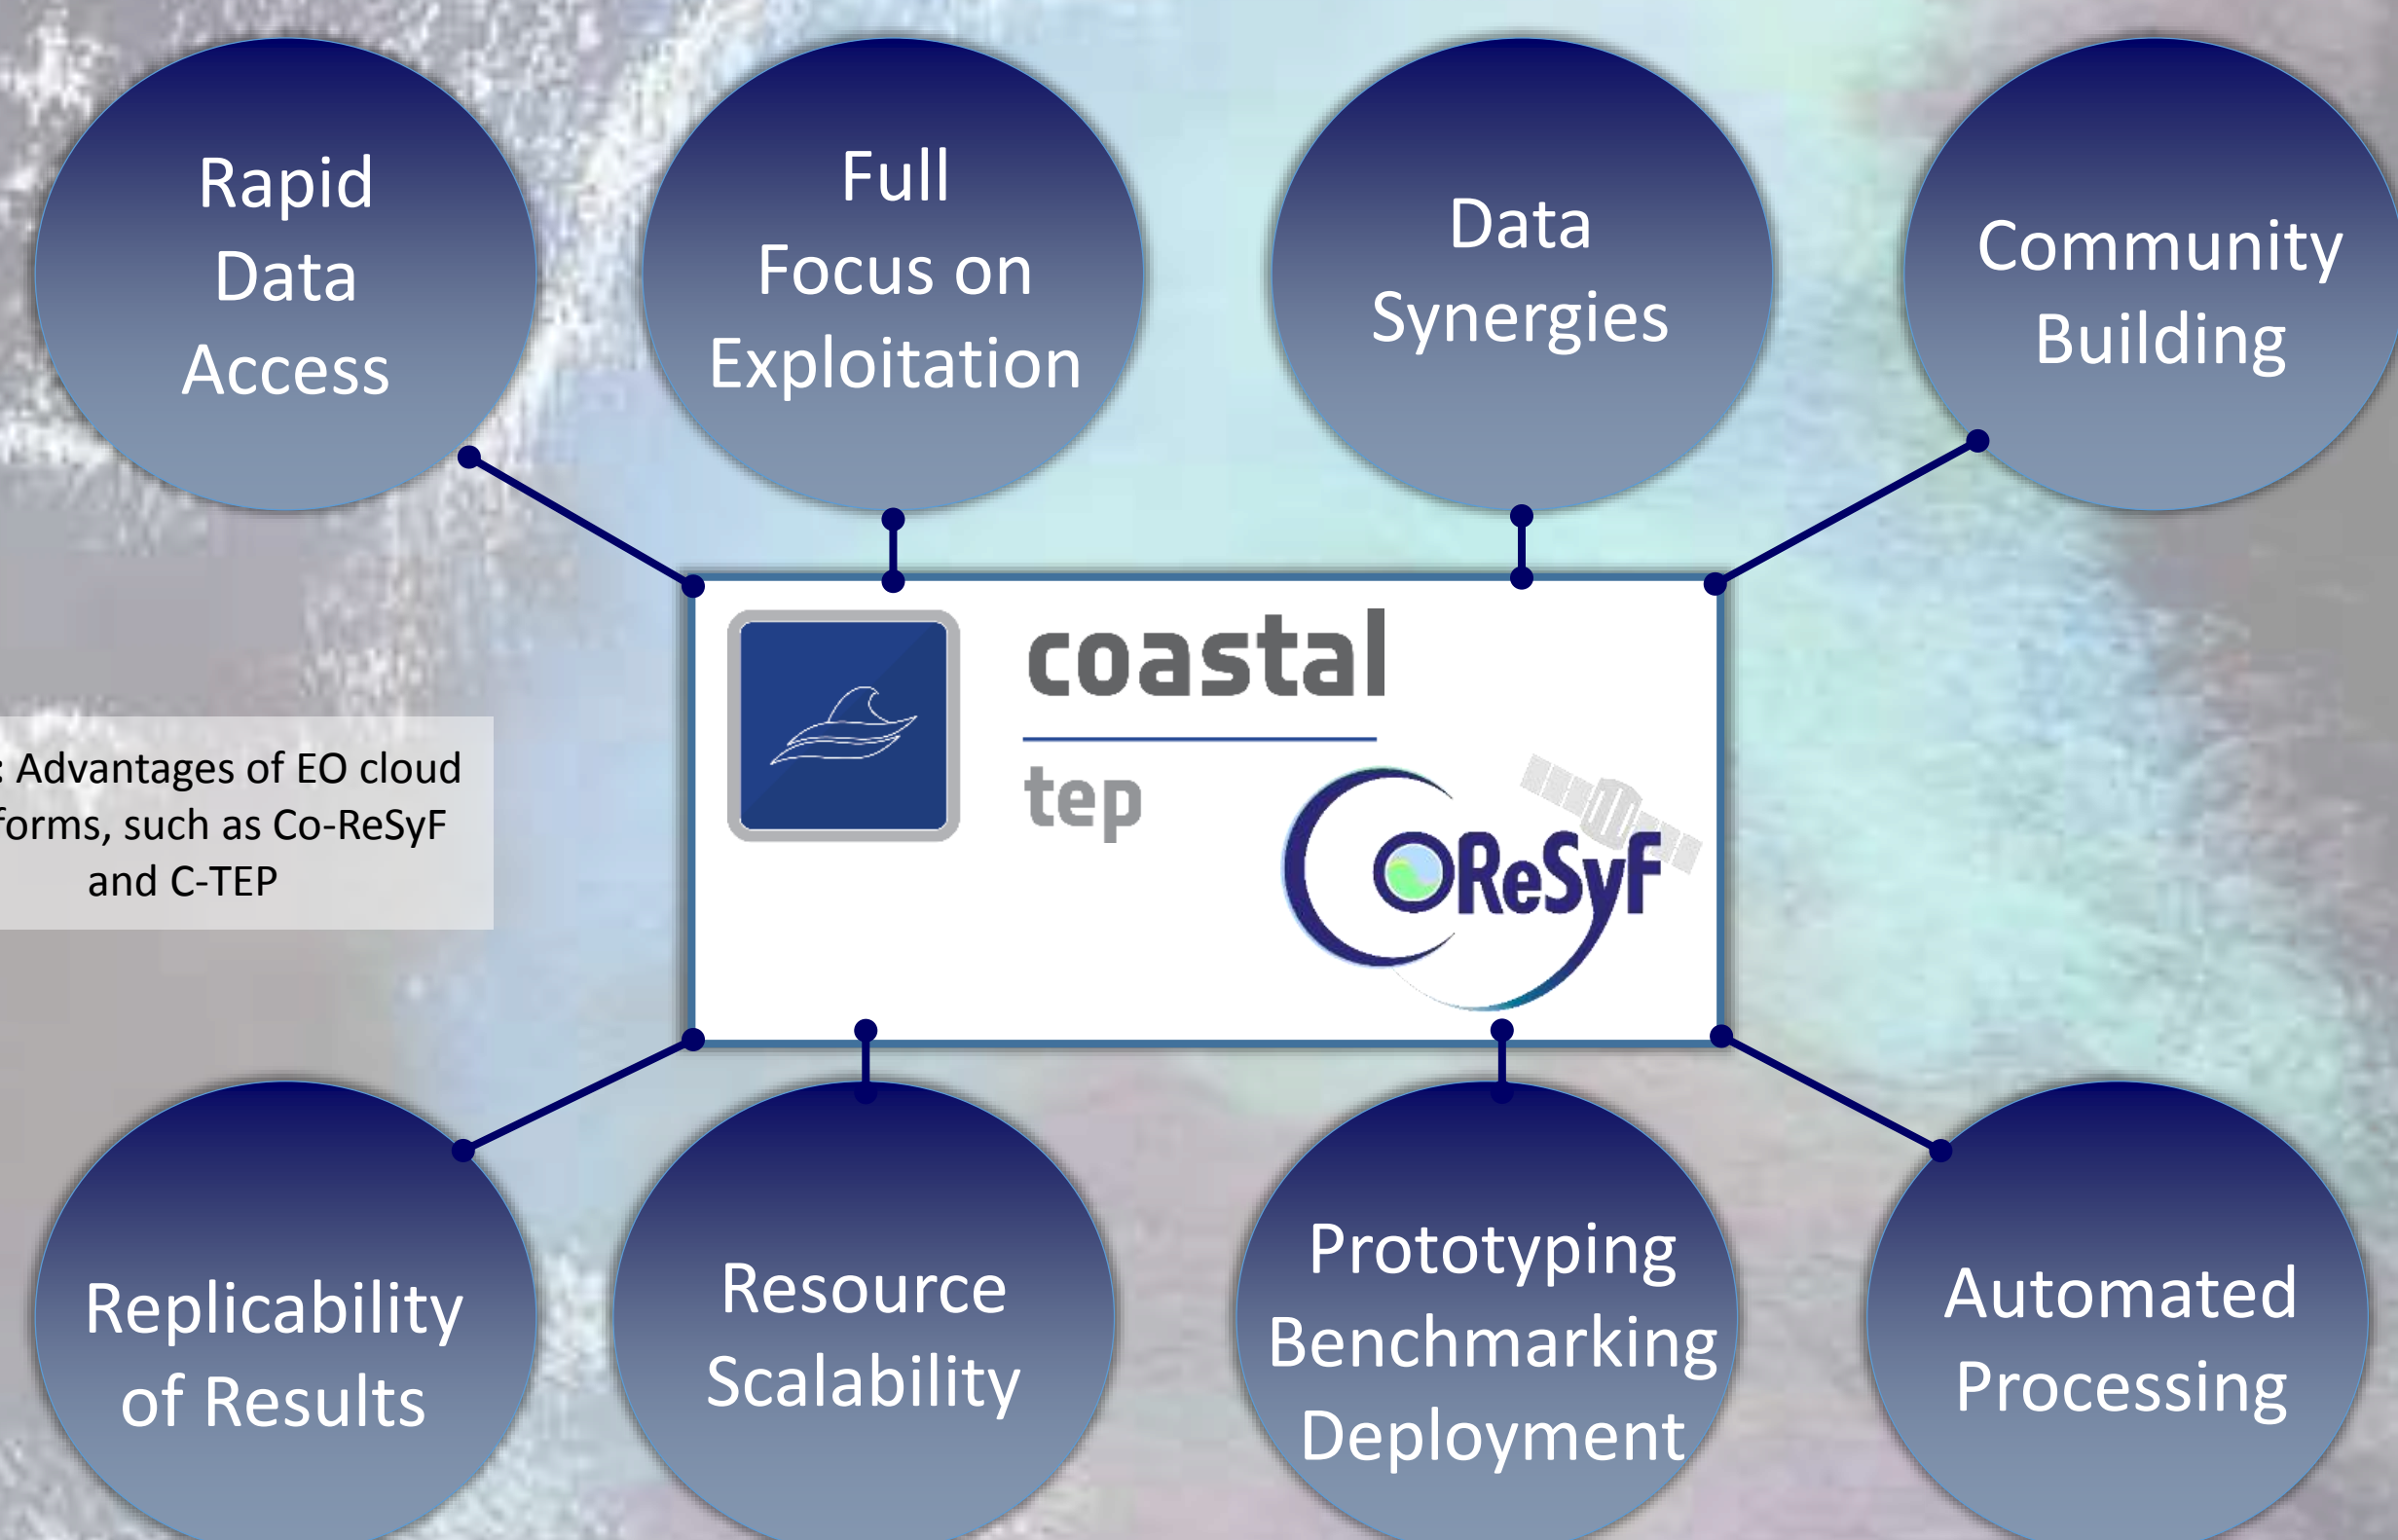 Rapid
Data
Access
Full
Focus on
Exploitation
Data
Synergies
Community
Building
coastal
tep
COReSyF
: Advantages of EO cloud
forms, such as Co-ReSyF
and C-TEP
Replicability
of Results
Resource
Scalability
Prototyping
Benchmarking
Deployment
Automated
Processing